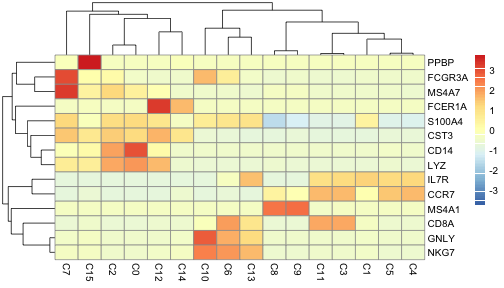 PPBP
FCGR3A
MS4A7
FCER1A
S100A4
CST3
CD14
LYZ
IL7R
CCR7
MS4A1
CD8A
GNLY
NKG7
C7 C15 C2 C0 C12 C14 C10 C6 C13 C8 C9 C11 C3 C1 C5 C4
3
2
1
0
-1
-2
-3